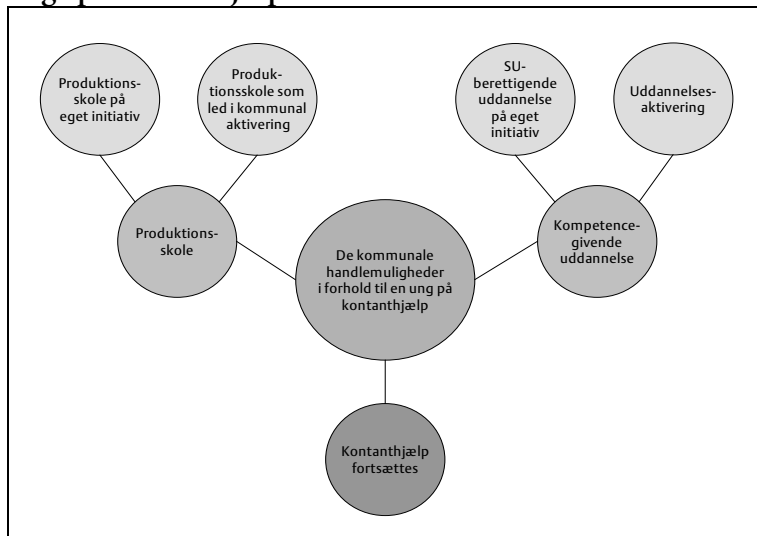 Produktions-
skole på
eget initiativ
Produk-
tionsskole som
led i kommunal
aktivering
SU-
berettigende
uddannelse
på eget
initiativ
Uddannelses-
aktivering
Produktions-
skole
De kommunale
handlemuligheder
i forhold til en ung på
kontanthjælp
Kompetence-
givende
uddannelse
Kontanthjælp
fortsættes